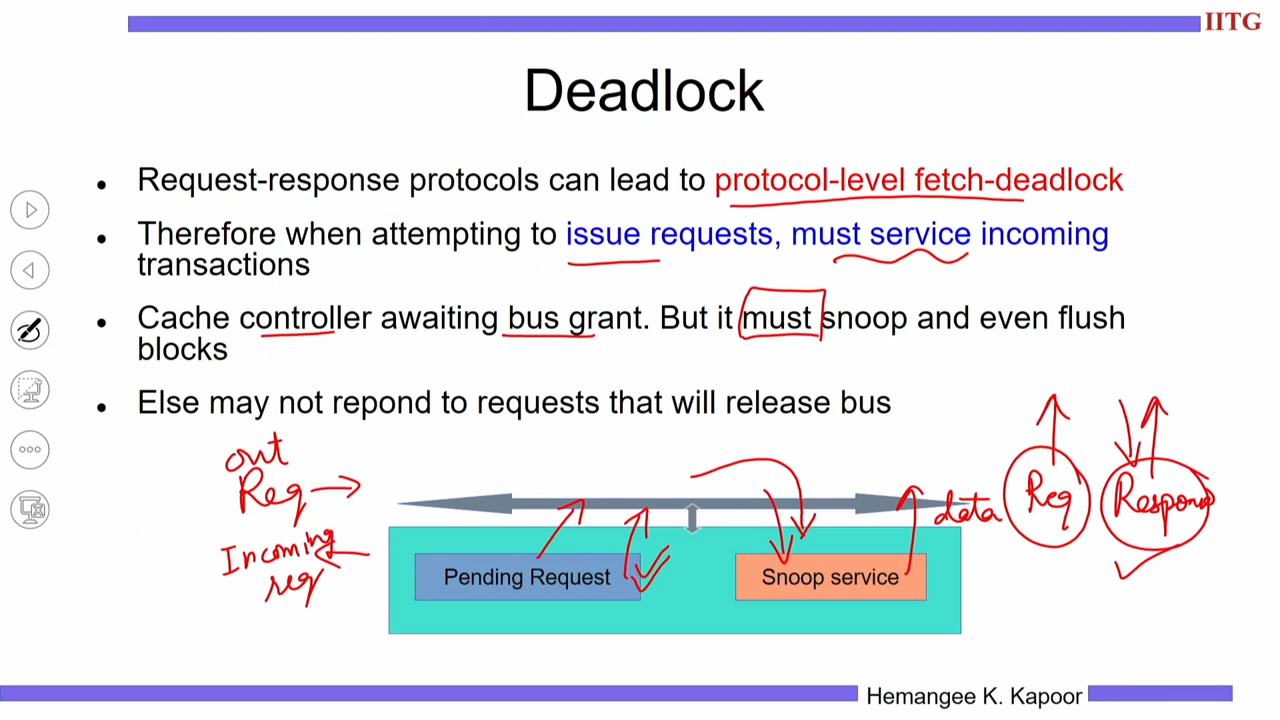 IITG
Deadlock
• Request-response protocols can lead to protocol-level fetch-deadlock
• Therefore when attempting to issue requests, must service incoming
transactions
• Cache controller awaiting bus grant. But it must snoop and even flush
blocks
• Else may not repond to requests that will release bus
out
Req
Incoming
req
Pending Request
Snoop service
data
Req
Respond
Hemangee K. Kapoor